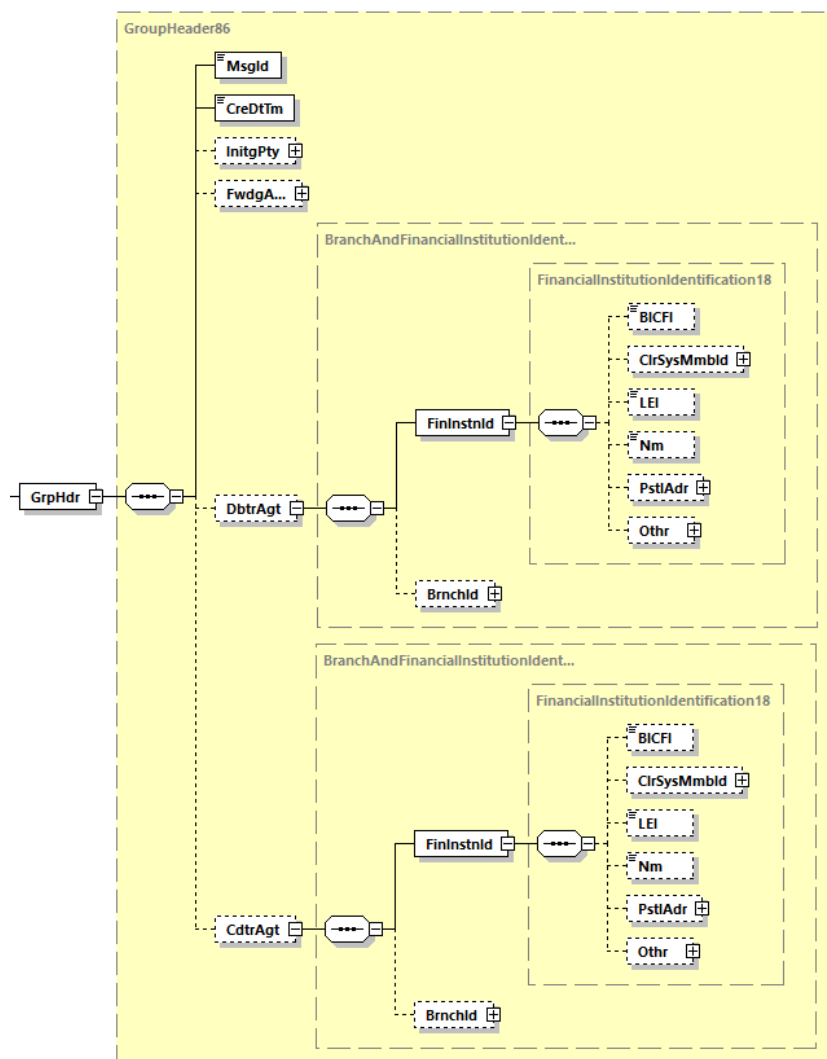 GroupHeader86
MsgId
CreDtTm
InitgPty
FwdgA...
BranchAndFinancialInstitutionIdent...
FinancialInstitutionIdentification18
BICFI
ClrSysMmbId
LEI
FinInstnId
Nm
PstlAdr
GrpHdr
DbtrAgt
Othr
BrnchId
BranchAndFinancialInstitutionIdent...
FinancialInstitutionIdentification18
BICFI
ClrSysMmbId
LEI
FinInstnId
Nm
PstlAdr
CdtrAgt
Othr
BrnchId